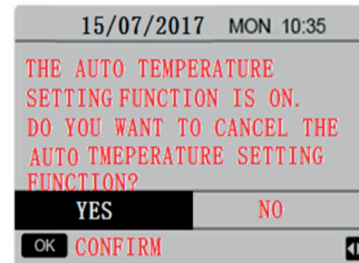 15/07/2017 MON 10:35
THE AUTO TEMPERATURE
SETTING FUNCTION IS ON.
DO YOU WANT TO CANCEL THE
AUTO TMEPERATURE SETTING
FUNCTION?
YES NO
OK CONFIRM